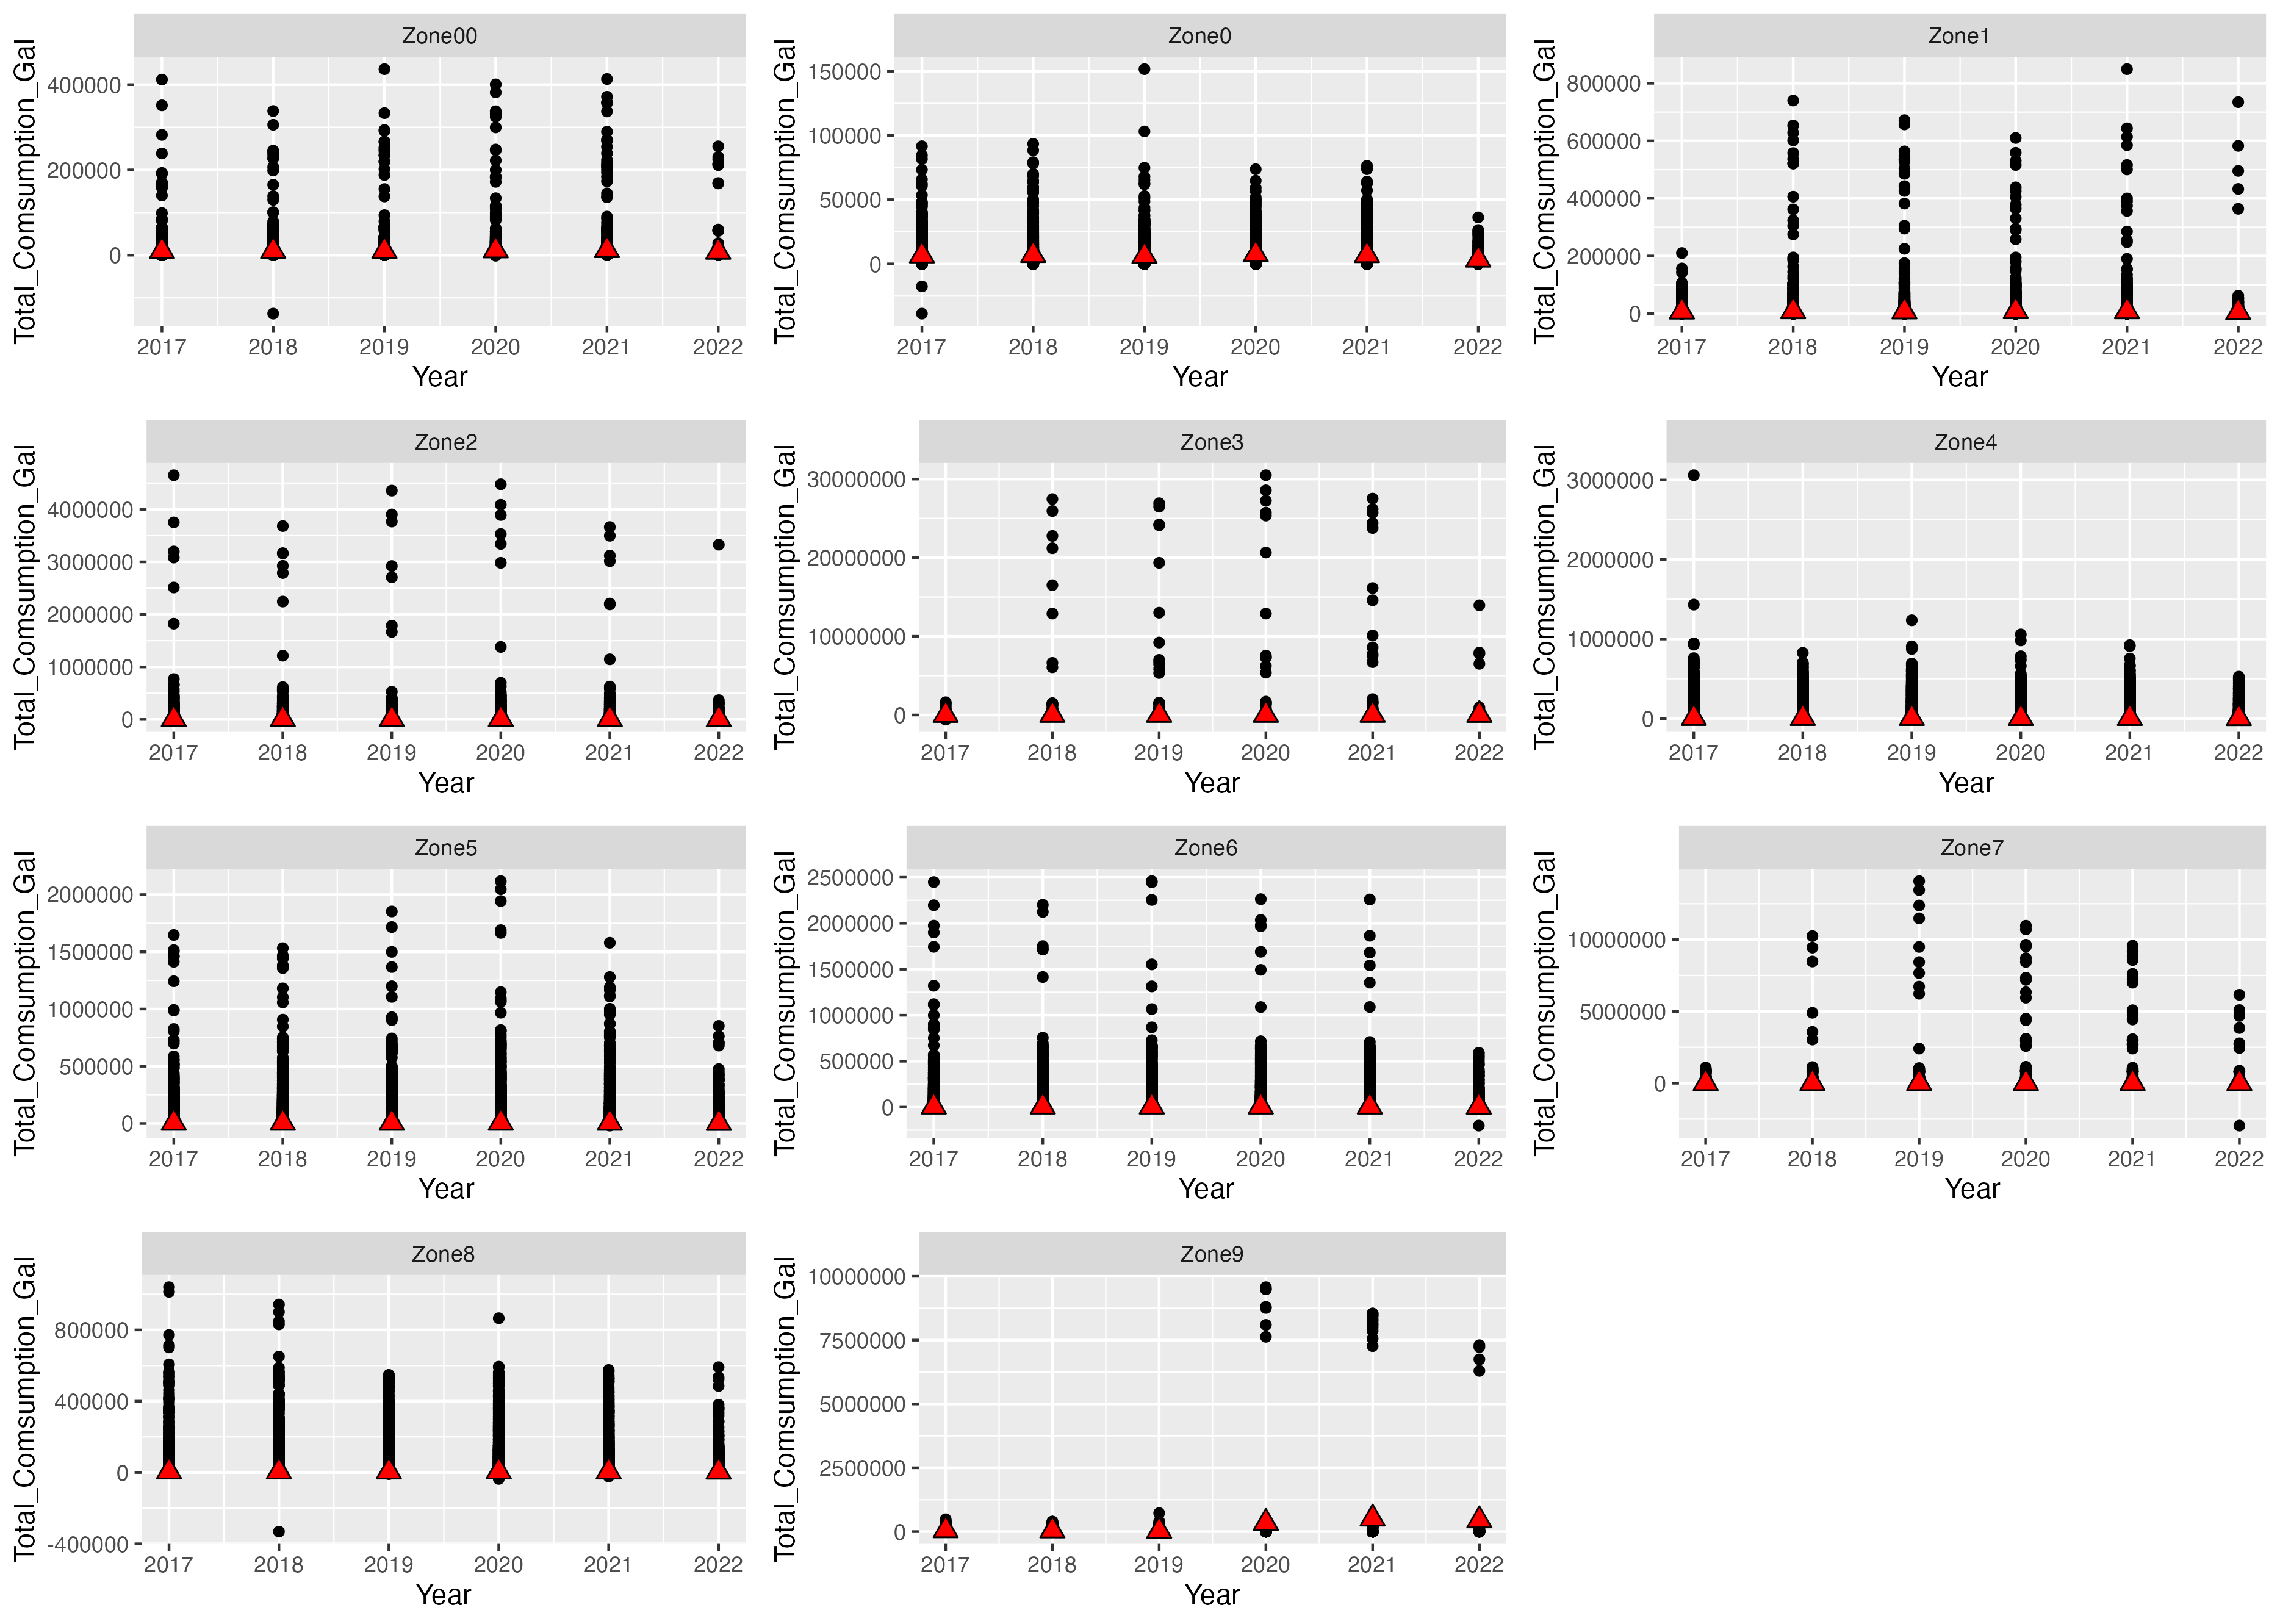 Zone00
Total_Comsumption_Gal
400000
200000
0
2017 2018 2019 2020 2021 2022
Year
Zone0
Total_Comsumption_Gal
150000
100000
50000
0
2017 2018 2019 2020 2021 2022
Year
Zone1
Total_Comsumption_Gal
800000
600000
400000
200000
0
2017 2018 2019 2020 2021 2022
Year
Zone2
Total_Comsumption_Gal
4000000
3000000
2000000
1000000
0
2017 2018 2019 2020 2021 2022
Year
Zone3
Total_Comsumption_Gal
30000000
20000000
10000000
0
2017 2018 2019 2020 2021 2022
Year
Zone4
Total_Comsumption_Gal
3000000
2000000
1000000
0
2017 2018 2019 2020 2021 2022
Year
Zone5
Total_Comsumption_Gal
2000000
1500000
1000000
500000
0
2017 2018 2019 2020 2021 2022
Year
Zone6
Total_Comsumption_Gal
2500000
2000000
1500000
1000000
500000
0
2017 2018 2019 2020 2021 2022
Year
Zone7
Total_Comsumption_Gal
10000000
5000000
0
2017 2018 2019 2020 2021 2022
Year
Zone8
Total_Comsumption_Gal
800000
400000
0
-400000
2017 2018 2019 2020 2021 2022
Year
Zone9
Total_Comsumption_Gal
10000000
7500000
5000000
2500000
0
2017 2018 2019 2020 2021 2022
Year